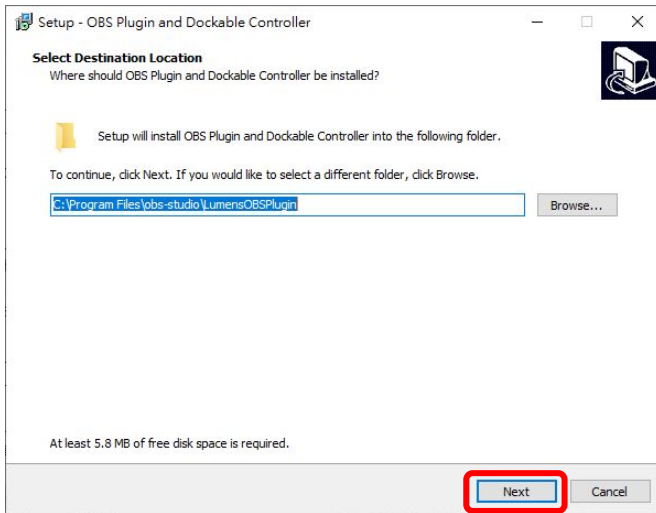 Setup - OBS Plugin and Dockable Controller
Select Destination Location
Where should OBS Plugin and Dockable Controller be installed?
Setup will install OBS Plugin and Dockable Controller into the following folder.
To continue, click Next. If you would like to select a different folder, click Browse.
C:\Program Files\obs-studio\LumensOBSPlugin
Browse...
At least 5.8 MB of free disk space is required.
Next
Cancel